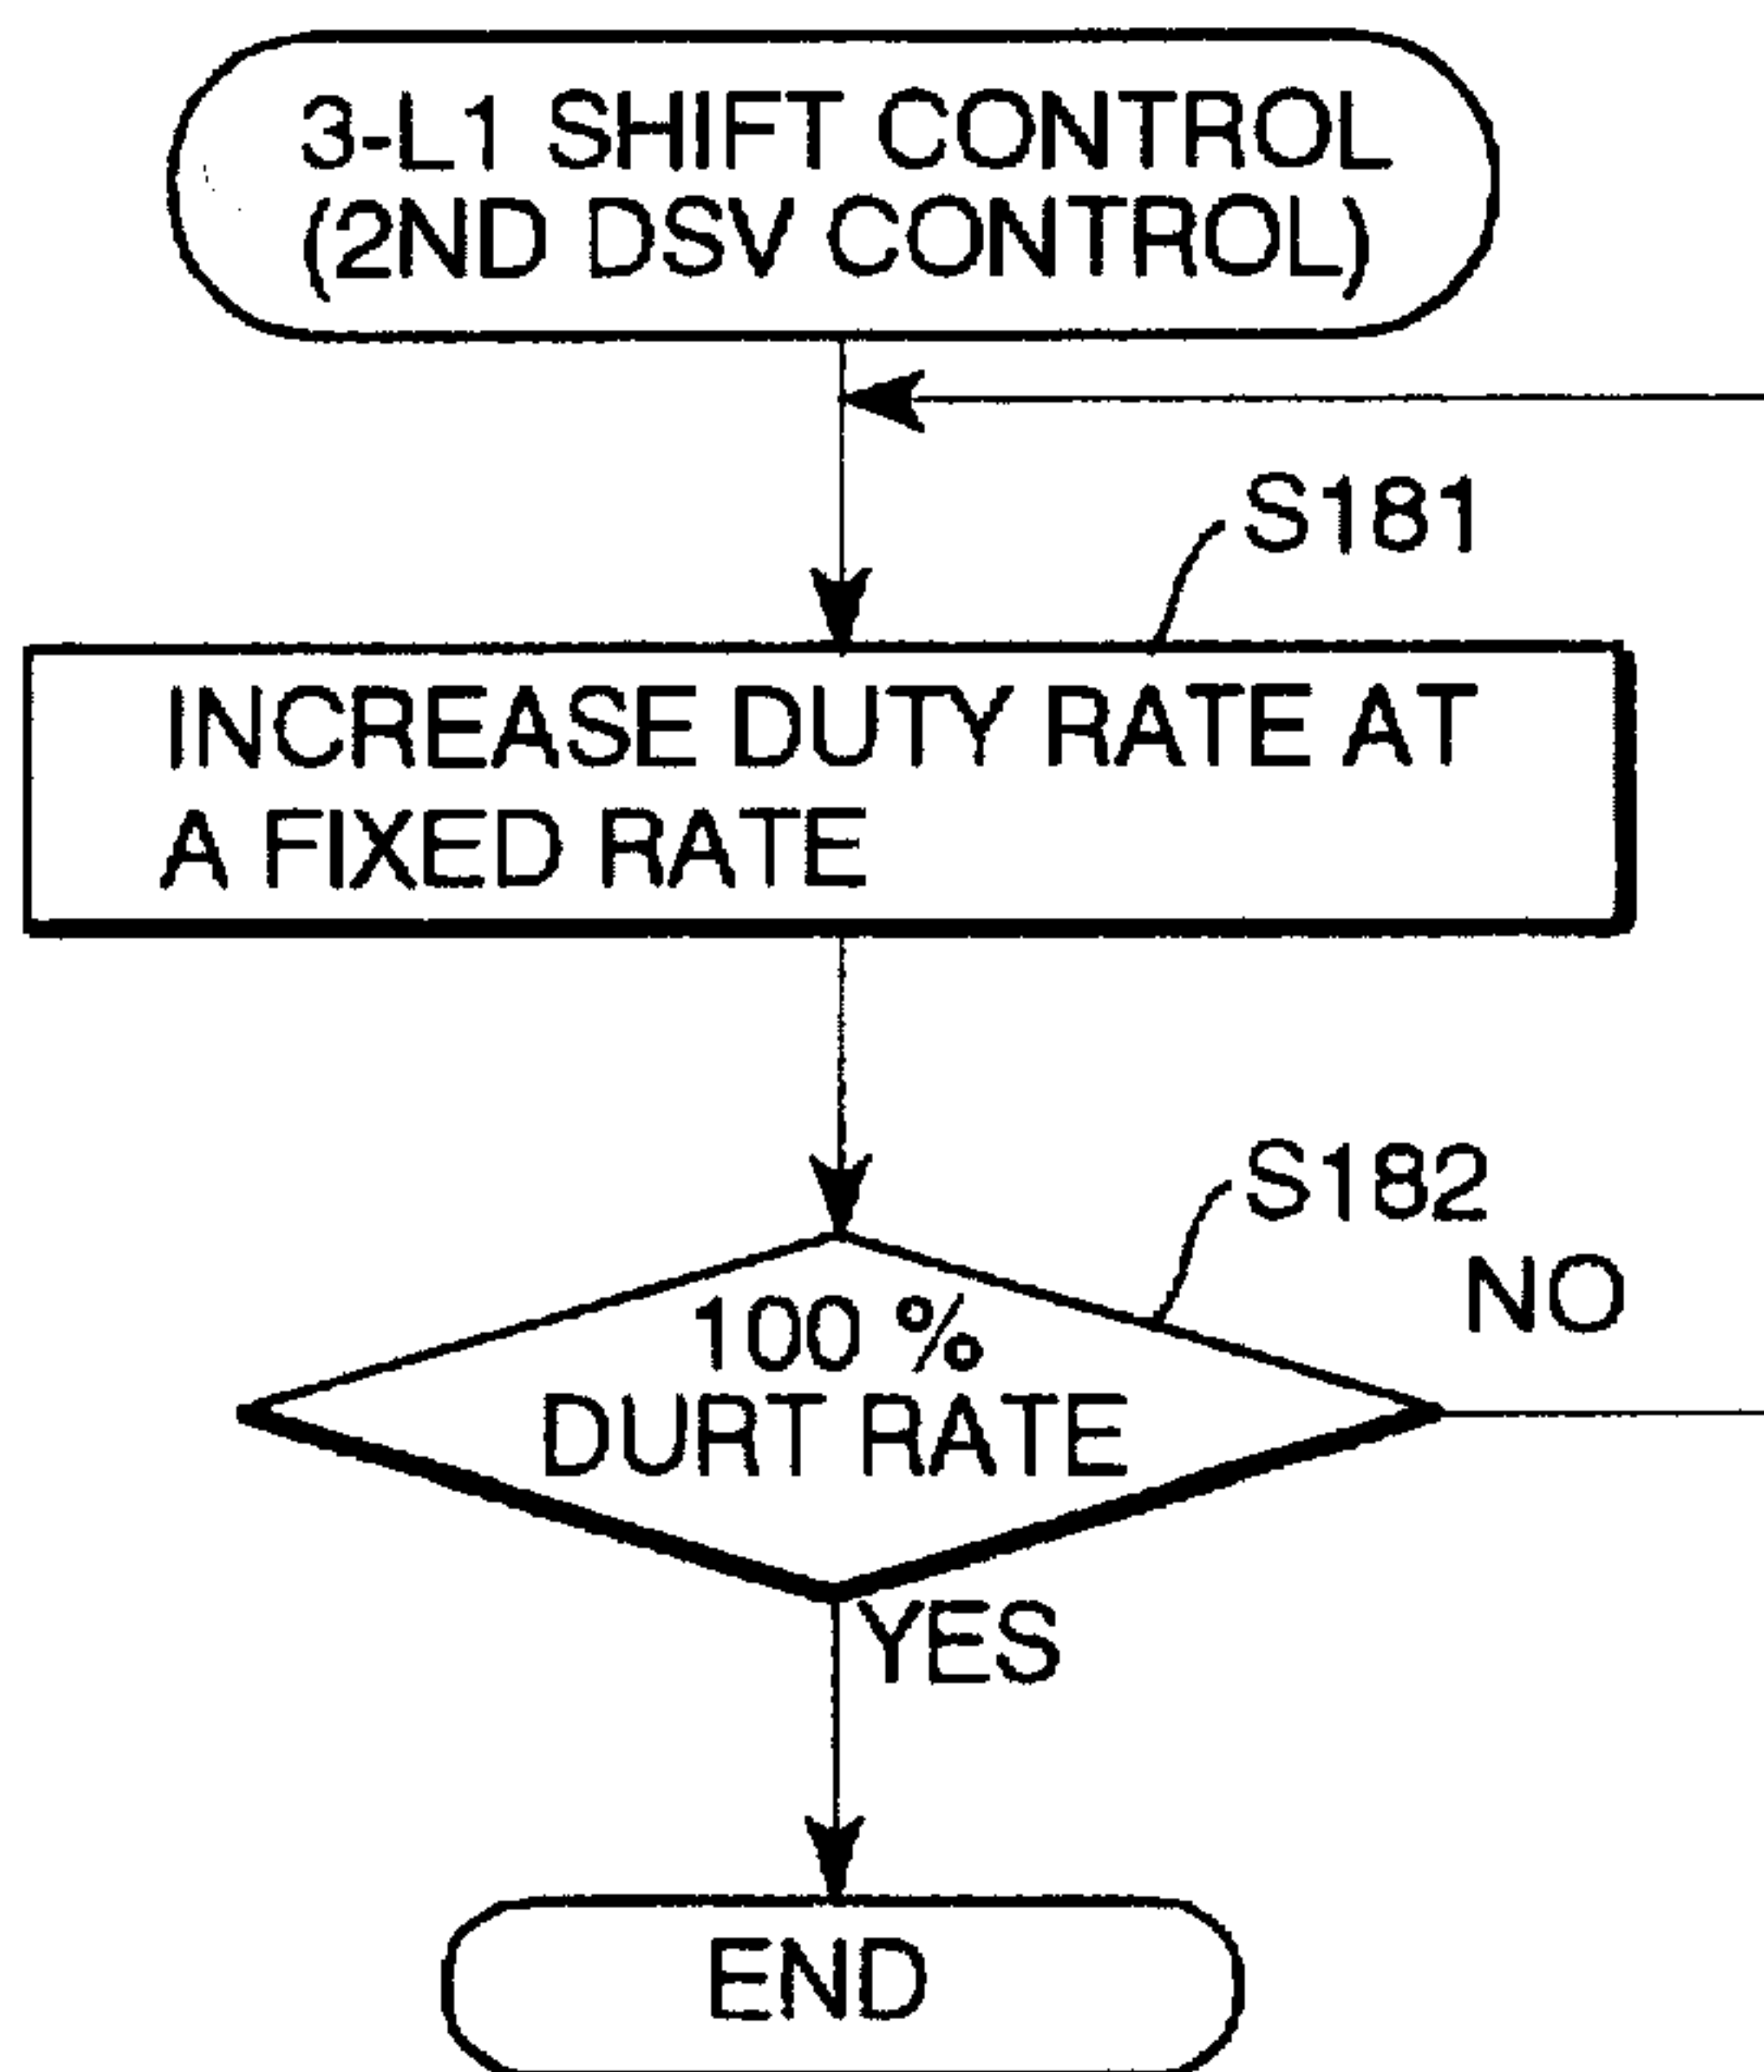 3-L1 SHIFT CONTROL
(2ND DSV CONTROL)
S181
INCREASE DUTY RATE AT
A FIXED RATE
S182
NO
100 %
DURT RATE
YES
END